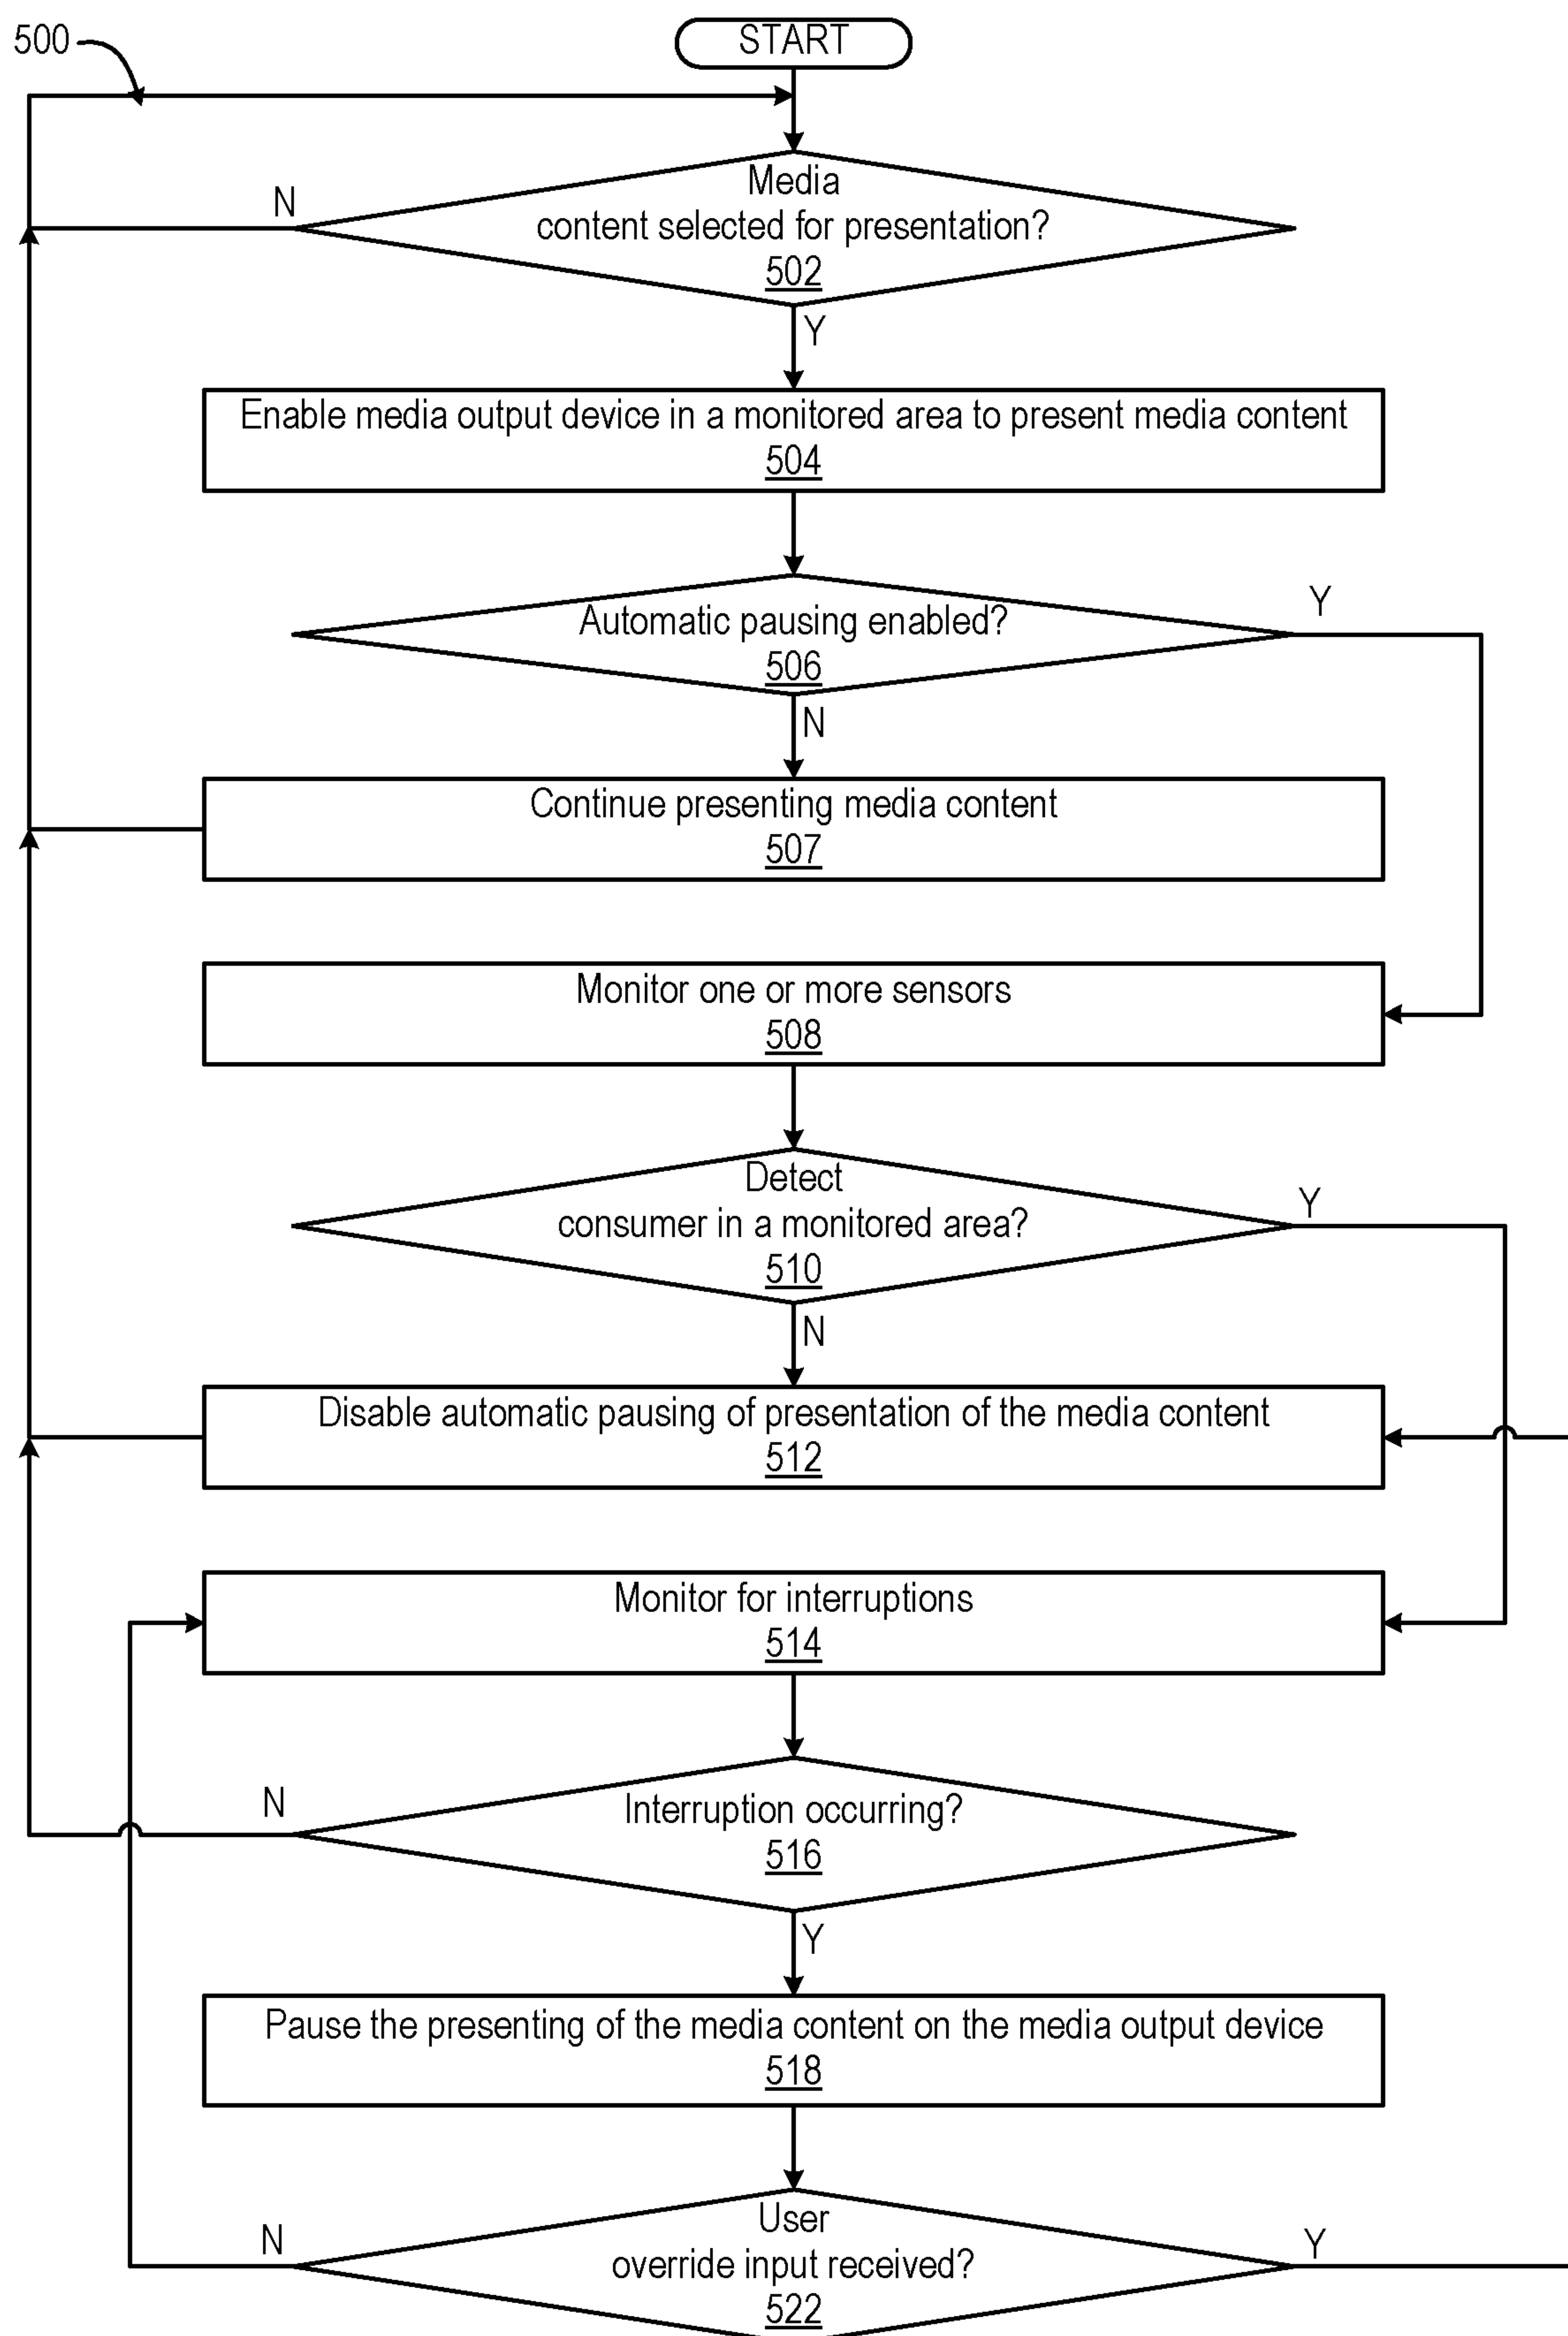 500
START
Media
content selected for presentation?
502
N
Y
Enable media output device in a monitored area to present media content
504
Automatic pausing enabled?
506
Y
N
Continue presenting media content
507
Monitor one or more sensors
508
Detect
consumer in a monitored area?
510
Y
N
Disable automatic pausing of presentation of the media content
512
Monitor for interruptions
514
Interruption occurring?
516
N
Y
Pause the presenting of the media content on the media output device
518
User
override input received?
522
N
Y